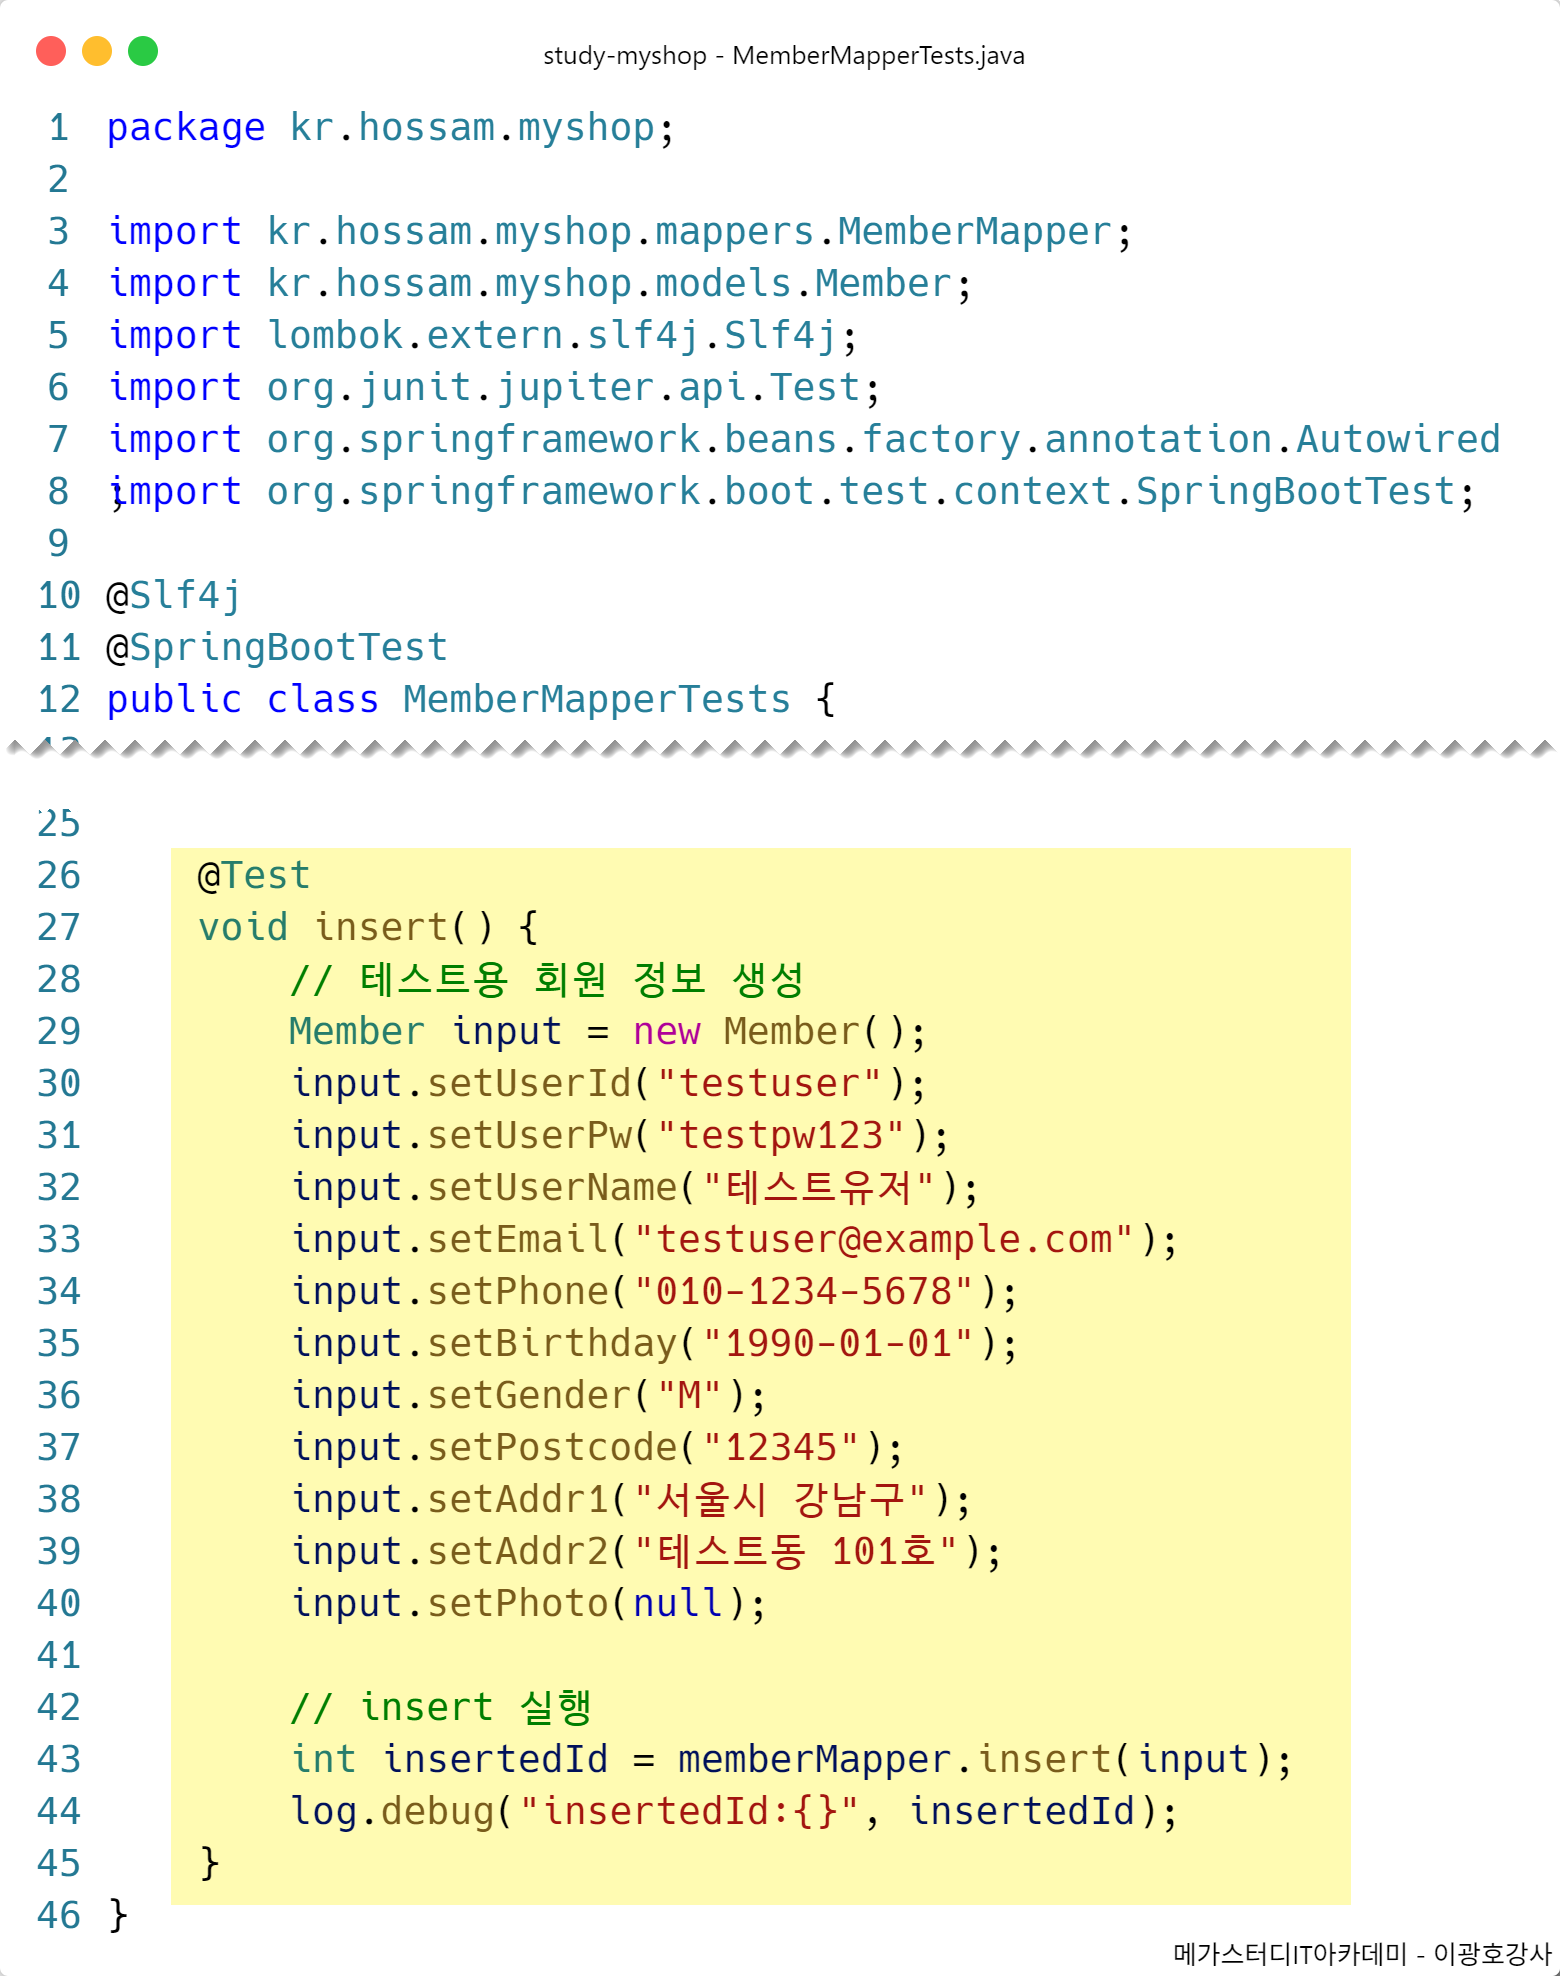 study-myshop - MemberMapperTests.java
1 package kr.hossam.myshop;
2
3 import kr.hossam.myshop.mappers.MemberMapper;
4 import kr.hossam.myshop.models.Member;
5 import lombok.extern.slf4j.Slf4j;
6 import org.junit.jupiter.api.Test;
7 import org.springframework.beans.factory.annotation.Autowired
;
8 import org.springframework.boot.test.context.SpringBootTest;
9
10 @Slf4j
11 @SpringBootTest
12 public class MemberMapperTests {
25
26 @Test
27 void insert() {
28 // 테스트용 회원 정보 생성
29 Member input = new Member();
30 input.setUserId("testuser");
31 input.setUserPw("testpw123");
32 input.setUserName("테스트유저");
33 input.setEmail("testuser@example.com");
34 input.setPhone("010-1234-5678");
35 input.setBirthday("1990-01-01");
36 input.setGender("M");
37 input.setPostcode("12345");
38 input.setAddr1("서울시 강남구");
39 input.setAddr2("테스트동 101호");
40 input.setPhoto(null);
41
42 // insert 실행
43 int insertedId = memberMapper.insert(input);
44 log.debug("insertedId:{}", insertedId);
45 }
46 }
메가스터디IT아카데미 - 이광호강사